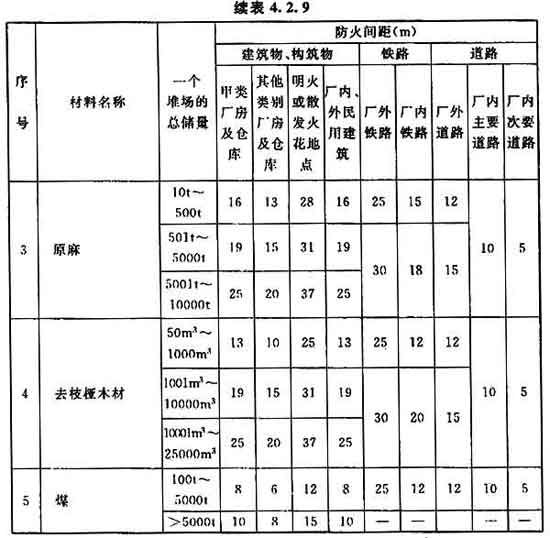 续表 4.2.9
序号 材料名称 一个堆场的总储量 防火间距(m)
建筑物、构筑物 铁路 道路
甲类厂房及仓库 其他类别厂房及仓库 明火或散发火花地点 厂内、外民用建筑 厂外铁路 厂内铁路 厂外道路 厂内主要道路 厂内次要道路
3 原麻 10t～500t 16 13 28 16 25 15 12 10 5
501t～5000t 19 15 31 19 30 18 15
5001t～10000t 25 20 37 25
4 去枝桠木材 50m³～1000m³ 13 10 25 13 25 12 12 10 5
1001m³～10000m³ 19 15 31 19 30 20 15
10001m³～25000m³ 25 20 37 25
5 煤 100t～5000t 8 6 12 8 25 12 12 10 5
>5000t 10 8 15 10 — — — — —